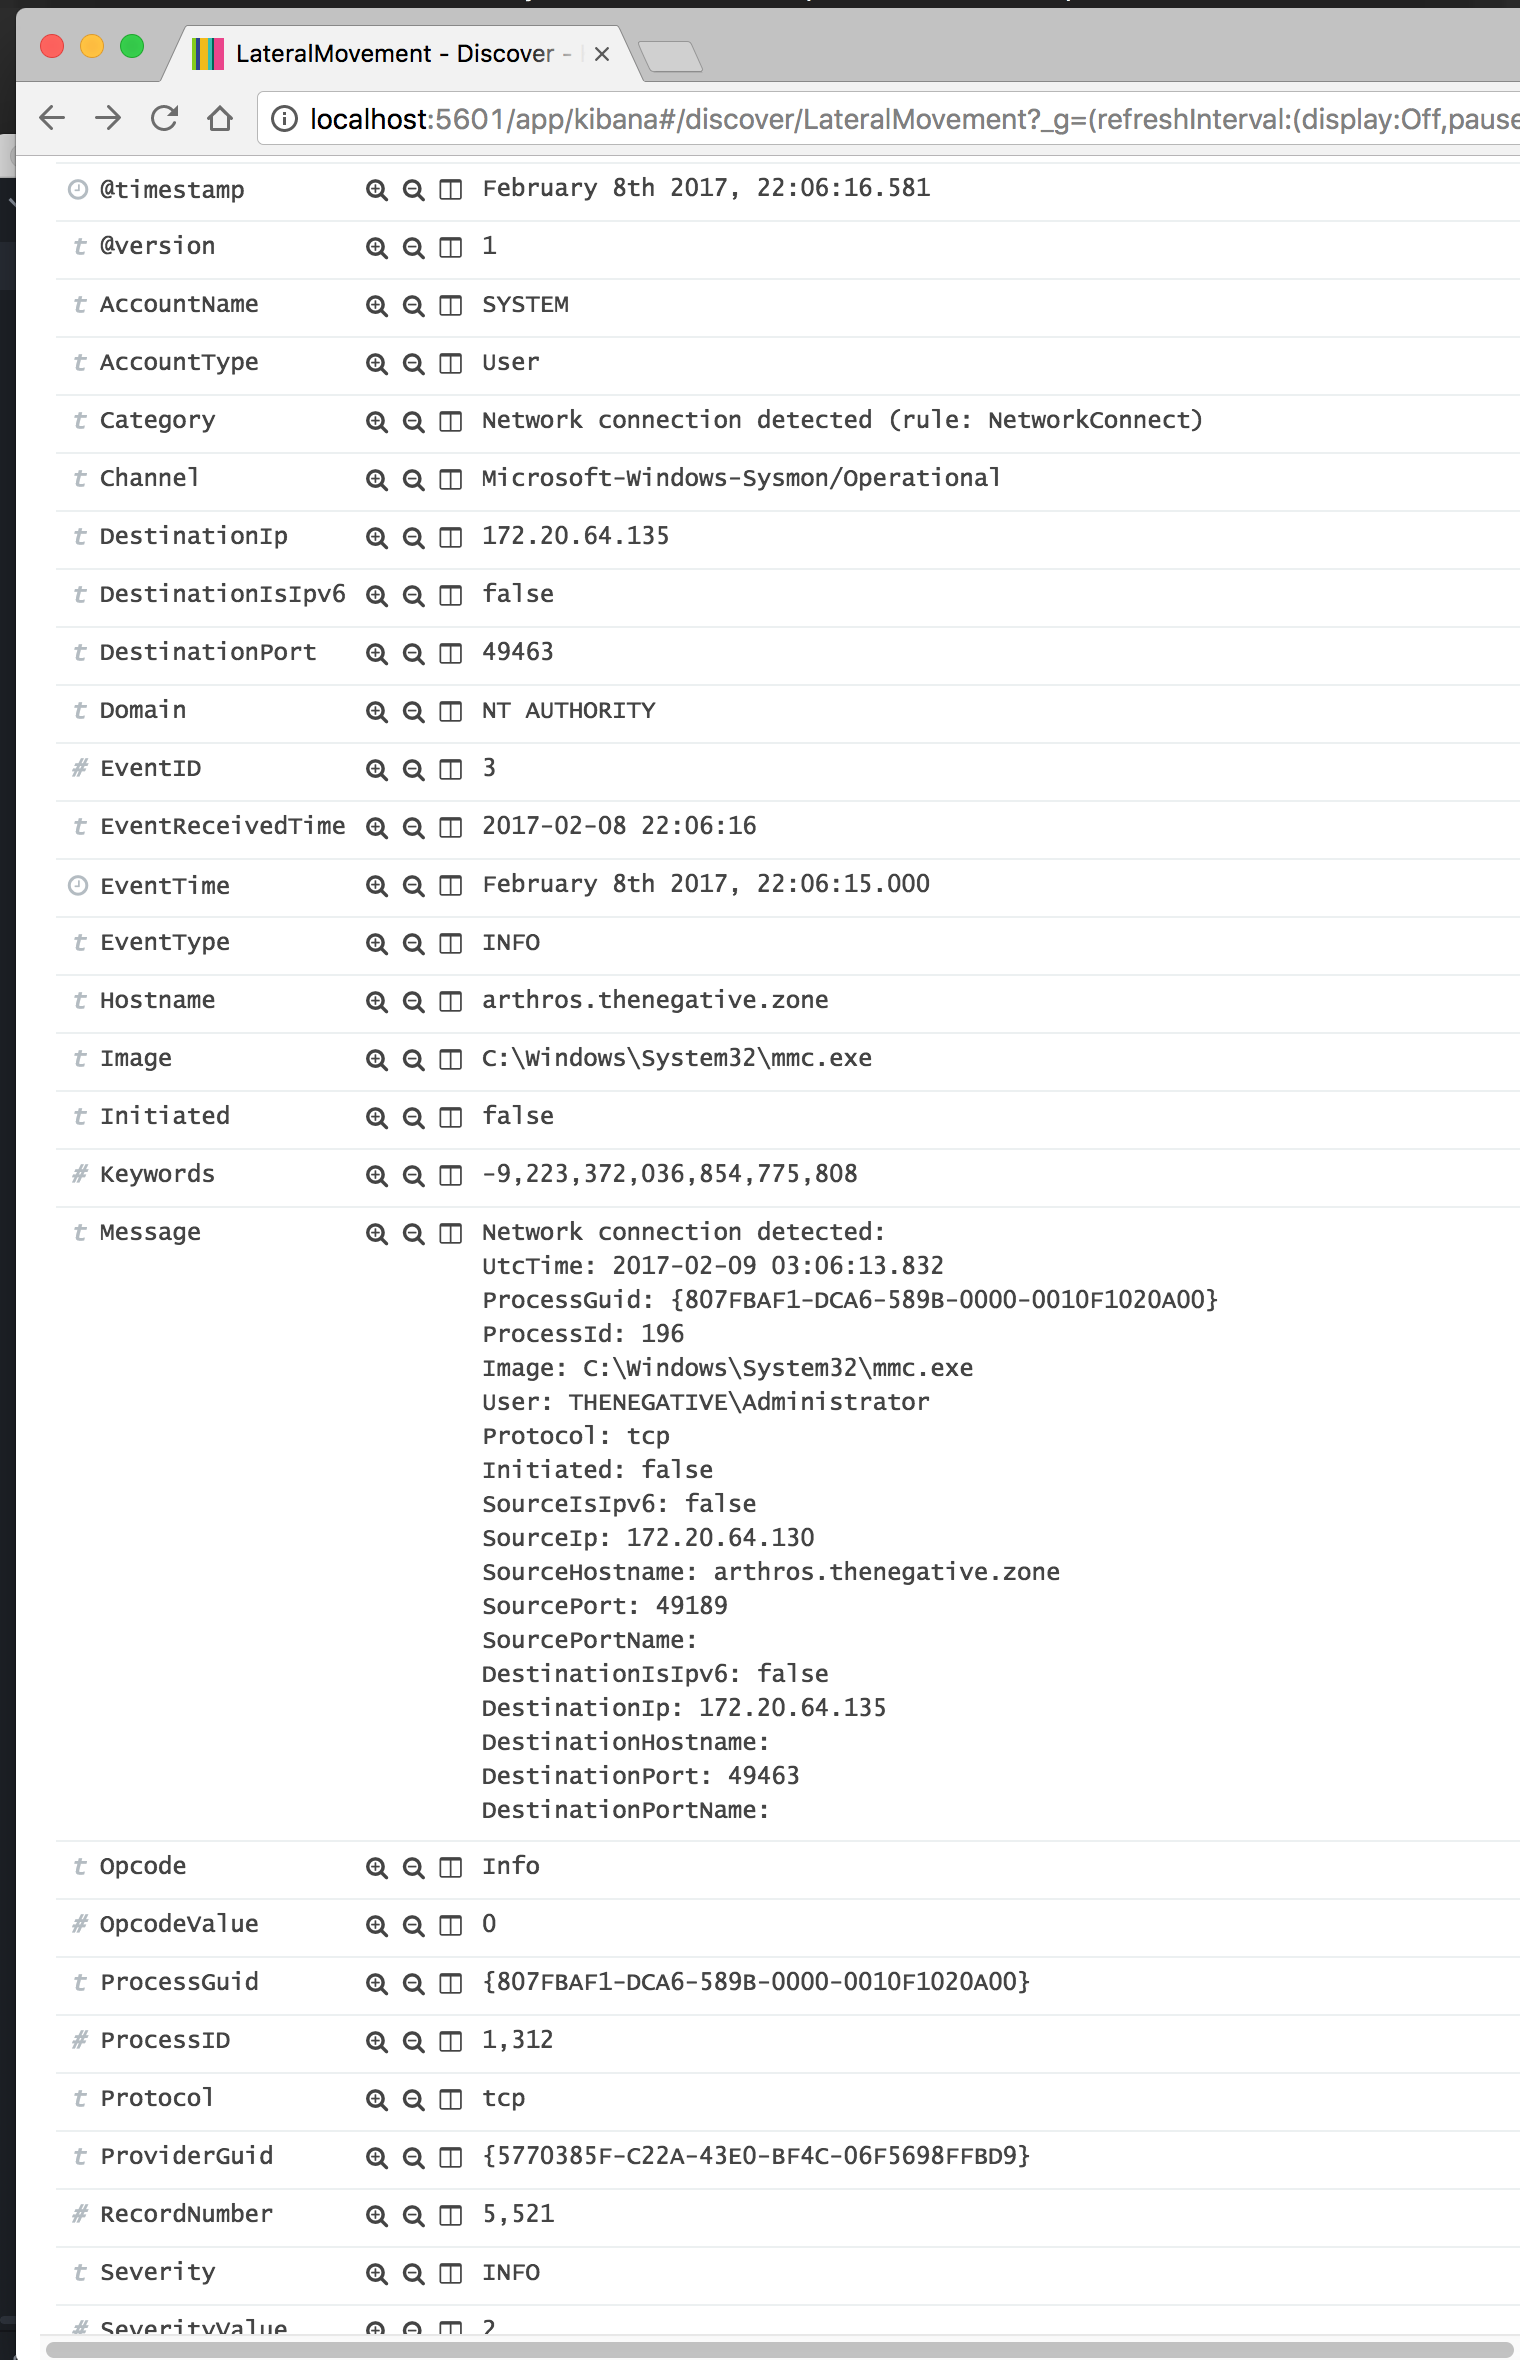 LateralMovement - Discover -
localhost:5601/app/kibana#/discover/LateralMovement?_g=(refreshInterval:(display:Off,pause
@timestamp February 8th 2017, 22:06:16.581
t @version 1
t AccountName SYSTEM
t AccountType User
t Category Network connection detected (rule: NetworkConnect)
t Channel Microsoft-Windows-Sysmon/Operational
t DestinationIp 172.20.64.135
t DestinationIsIpv6 false
t DestinationPort 49463
t Domain NT AUTHORITY
# EventID 3
t EventReceivedTime 2017-02-08 22:06:16
EventTime February 8th 2017, 22:06:15.000
t EventType INFO
t Hostname arthros.thenegative.zone
t Image C:\Windows\System32\mmc.exe
t Initiated false
# Keywords -9,223,372,036,854,775,808
t Message Network connection detected:
UtcTime: 2017-02-09 03:06:13.832
ProcessGuid: {807FBAF1-DCA6-589B-0000-0010F1020A00}
ProcessId: 196
Image: C:\Windows\System32\mmc.exe
User: THENEGATIVE\Administrator
Protocol: tcp
Initiated: false
SourceIsIpv6: false
SourceIp: 172.20.64.130
SourceHostname: arthros.thenegative.zone
SourcePort: 49189
SourcePortName:
DestinationIsIpv6: false
DestinationIp: 172.20.64.135
DestinationHostname:
DestinationPort: 49463
DestinationPortName:
t Opcode Info
# OpcodeValue 0
t ProcessGuid {807FBAF1-DCA6-589B-0000-0010F1020A00}
# ProcessID 1,312
t Protocol tcp
t ProviderGuid {5770385F-C22A-43E0-BF4C-06F5698FFBD9}
# RecordNumber 5,521
t Severity INFO
# SeverityValue 2